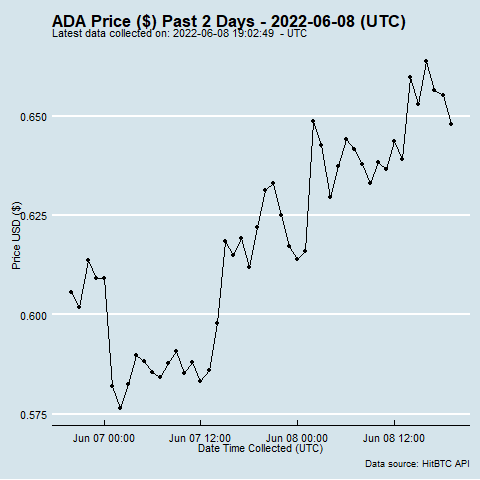 ADA Price ($) Past 2 Days - 2022-06-08 (UTC)
Latest data collected on: 2022-06-08 19:02:49  - UTC
0.650
0.625
0.600
0.575
Price USD ($)
Jun 07 00:00
Jun 07 12:00
Jun 08 00:00
Jun 08 12:00
Date Time Collected (UTC)
Data source: HitBTC API